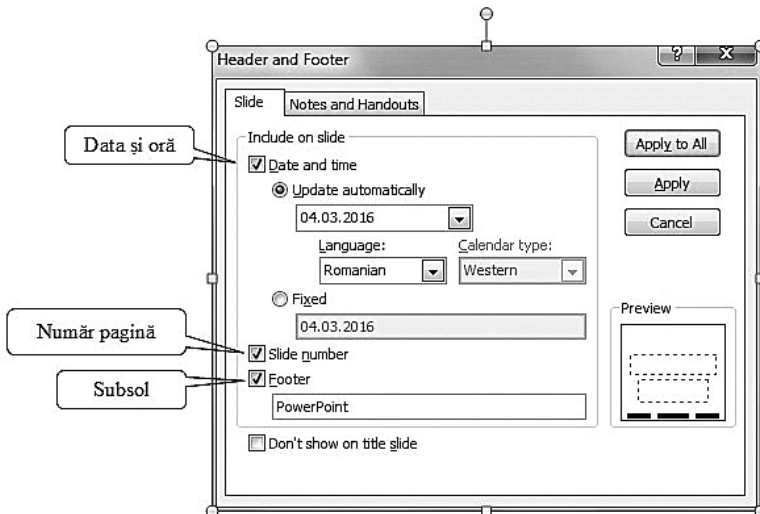 Header and Footer
?
X
Slide
Notes and Handouts
Data și oră
Include on slide
Date and time
Update automatically
04.03.2016
Language:
Calendar type:
Romanian
Western
Fixed
04.03.2016
Număr pagină
Slide number
Subsol
Footer
PowerPoint
Don't show on title slide
Apply to All
Apply
Cancel
Preview